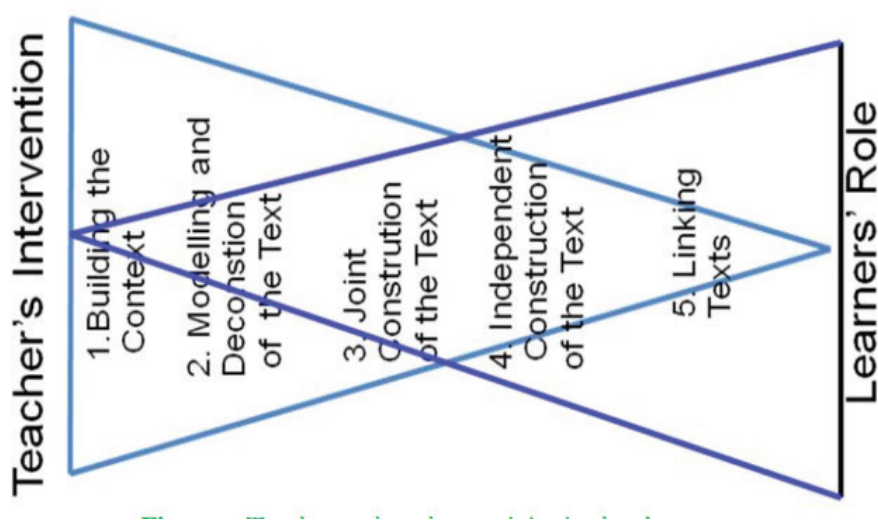 Teacher's Intervention
1.Building the
Context
2. Modelling and
Deconstion
of the Text
3. Joint
Constrution
of the Text
4. Independent
Construction
of the Text
5. Linking
Texts
Learners' Role